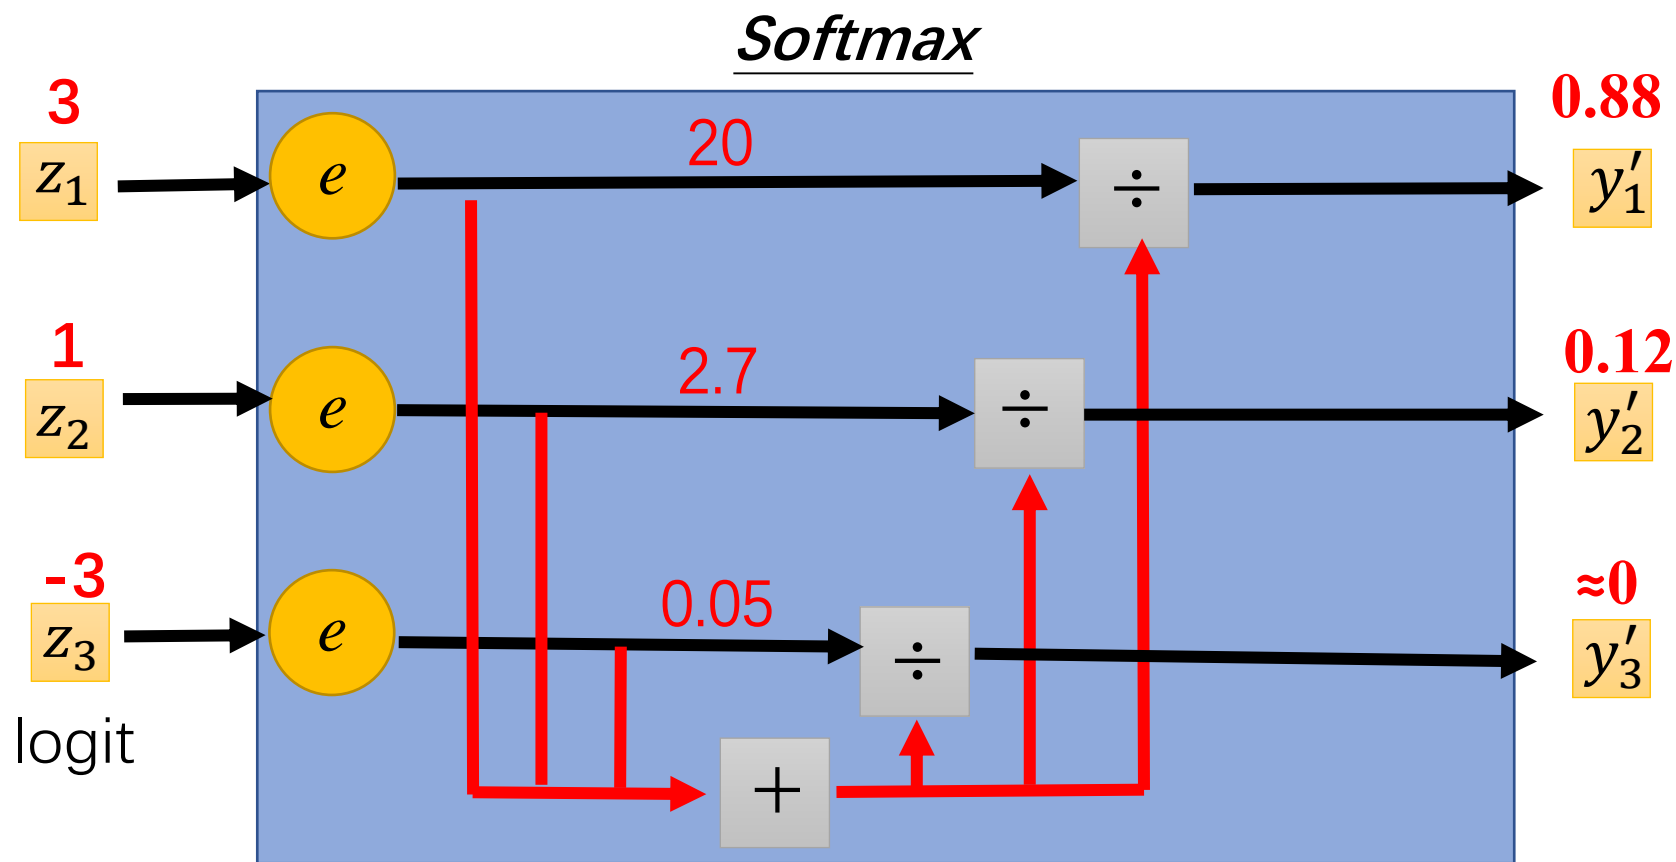 Softmax
3
z₁
e
20
÷
0.88
y′₁
1
z₂
e
2.7
÷
0.12
y′₂
-3
z₃
e
0.05
÷
≈0
y′₃
logit
+